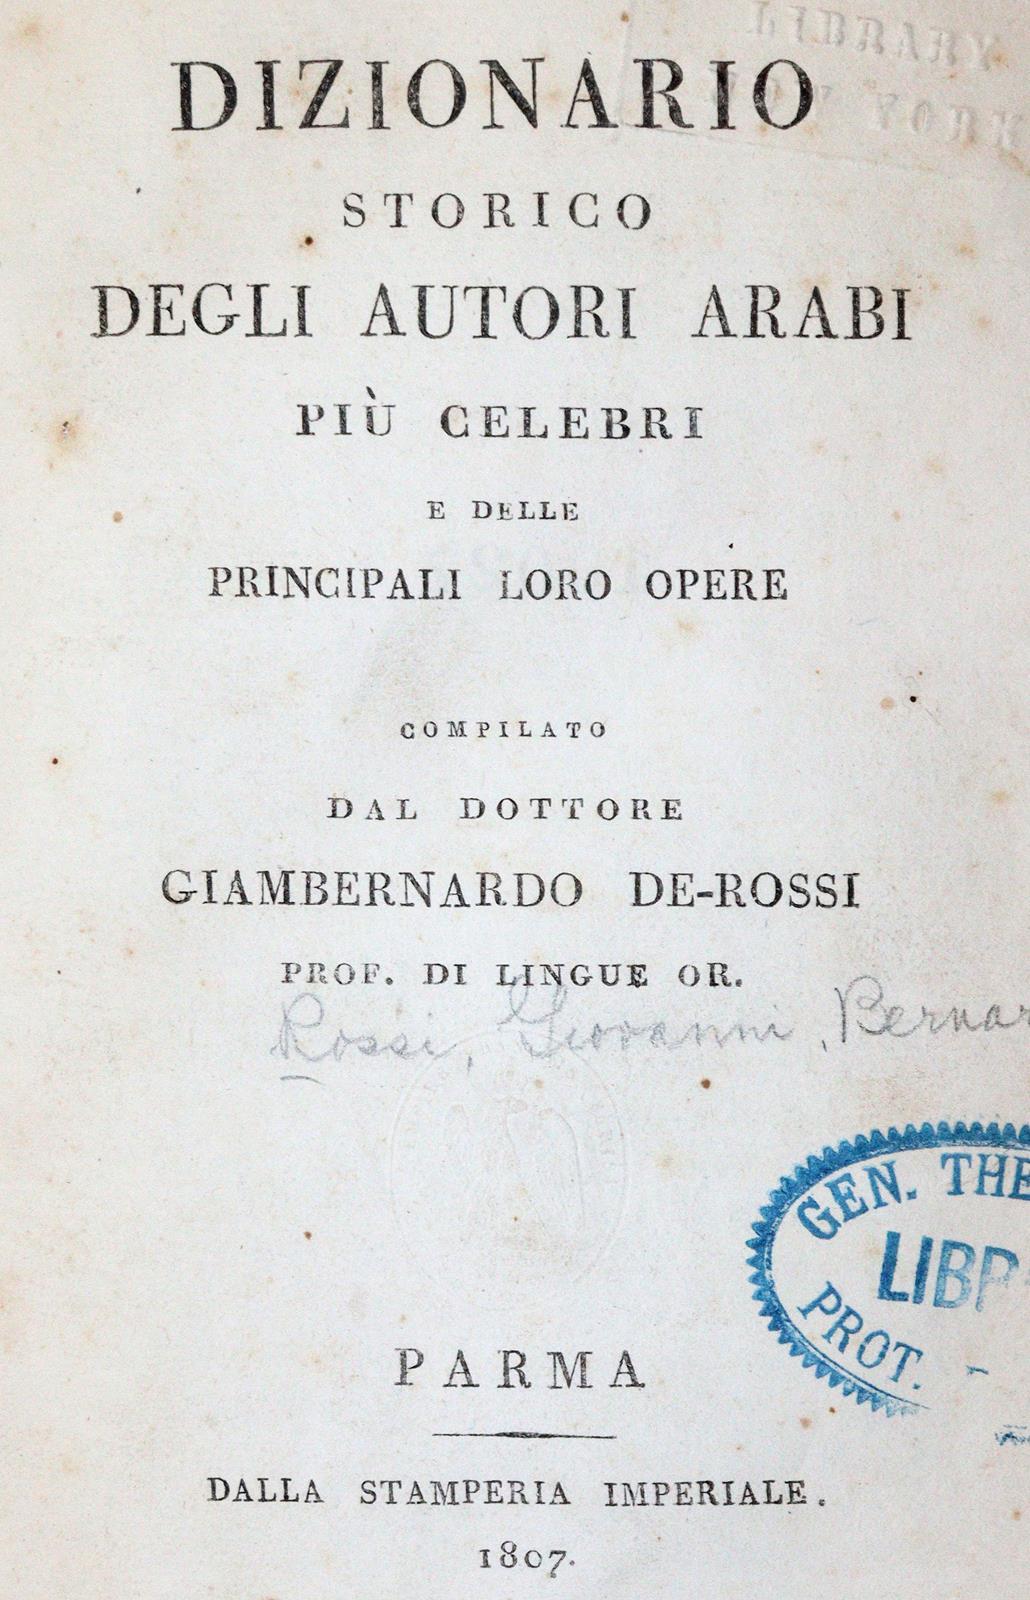 LIBRARY
YORK
DIZIONARIO
STORICO
DEGLI AUTORI ARABI
PIÙ CELEBRI
E DELLE
PRINCIPALI LORO OPERE
COMPILATO
DAL DOTTORE
GIAMBERNARDO DE-ROSSI
PROF. DI LINGUE OR.
Rossi, Giovanni, Bernar
GEN. THE
LIBR
PROT.
PARMA
DALLA STAMPERIA IMPERIALE.
1807.